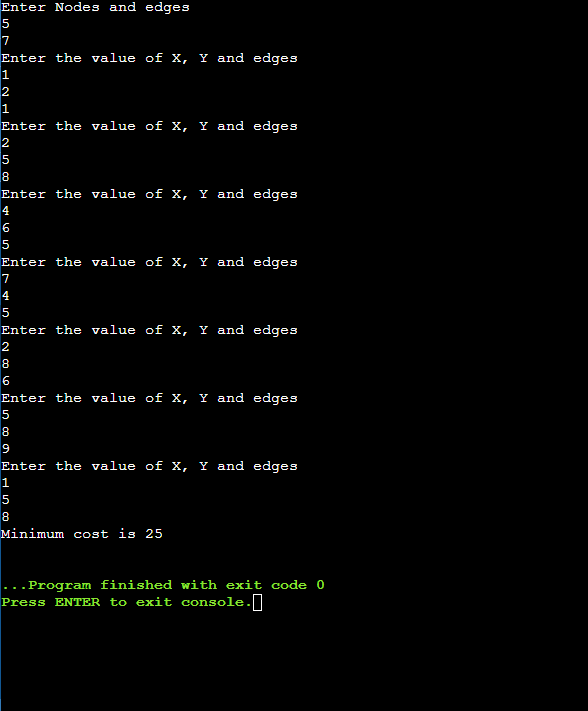 Enter Nodes and edges
5
7
Enter the value of X, Y and edges
1
2
1
Enter the value of X, Y and edges
2
5
8
Enter the value of X, Y and edges
4
6
5
Enter the value of X, Y and edges
7
4
5
Enter the value of X, Y and edges
2
8
6
Enter the value of X, Y and edges
5
8
9
Enter the value of X, Y and edges
1
5
8
Minimum cost is 25
...Program finished with exit code 0
Press ENTER to exit console.